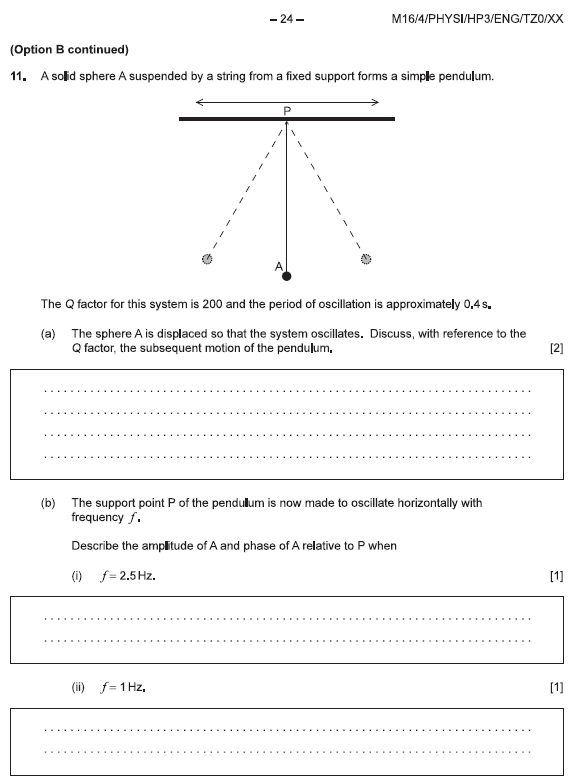 – 24 –
M16/4/PHYSI/HP3/ENG/TZ0/XX
(Option B continued)
11. A solid sphere A suspended by a string from a fixed support forms a simple pendulum.
P
A
The Q factor for this system is 200 and the period of oscillation is approximately 0.4 s.
(a) The sphere A is displaced so that the system oscillates. Discuss, with reference to the
Q factor, the subsequent motion of the pendulum. [2]
(b) The support point P of the pendulum is now made to oscillate horizontally with
frequency f.
Describe the amplitude of A and phase of A relative to P when
(i) f = 2.5 Hz. [1]
(ii) f = 1 Hz. [1]